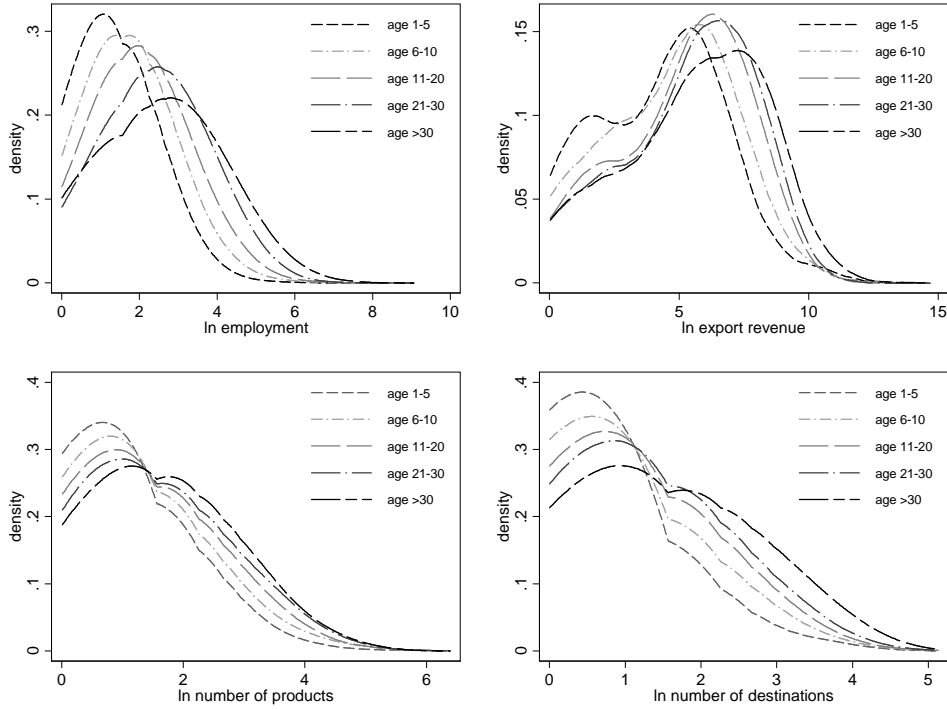 density
.3
.2
.1
0
0 2 4 6 8 10
ln employment
age 1-5
age 6-10
age 11-20
age 21-30
age >30
density
.15
.1
.05
0
0 5 10 15
ln export revenue
age 1-5
age 6-10
age 11-20
age 21-30
age >30
density
.4
.3
.2
.1
0
0 2 4 6
ln number of products
age 1-5
age 6-10
age 11-20
age 21-30
age >30
density
.4
.3
.2
.1
0
0 1 2 3 4 5
ln number of destinations
age 1-5
age 6-10
age 11-20
age 21-30
age >30